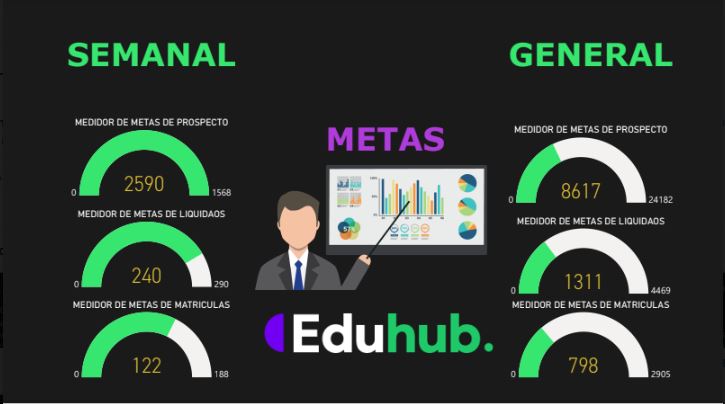 SEMANAL
MEDIDOR DE METAS DE PROSPECTO
2590
0
1568
MEDIDOR DE METAS DE LIQUIDAOS
240
0
290
MEDIDOR DE METAS DE MATRICULAS
122
0
188
METAS
57%
Eduhub.
GENERAL
MEDIDOR DE METAS DE PROSPECTO
8617
0
24182
MEDIDOR DE METAS DE LIQUIDAOS
1311
0
4469
MEDIDOR DE METAS DE MATRICULAS
798
0
2905